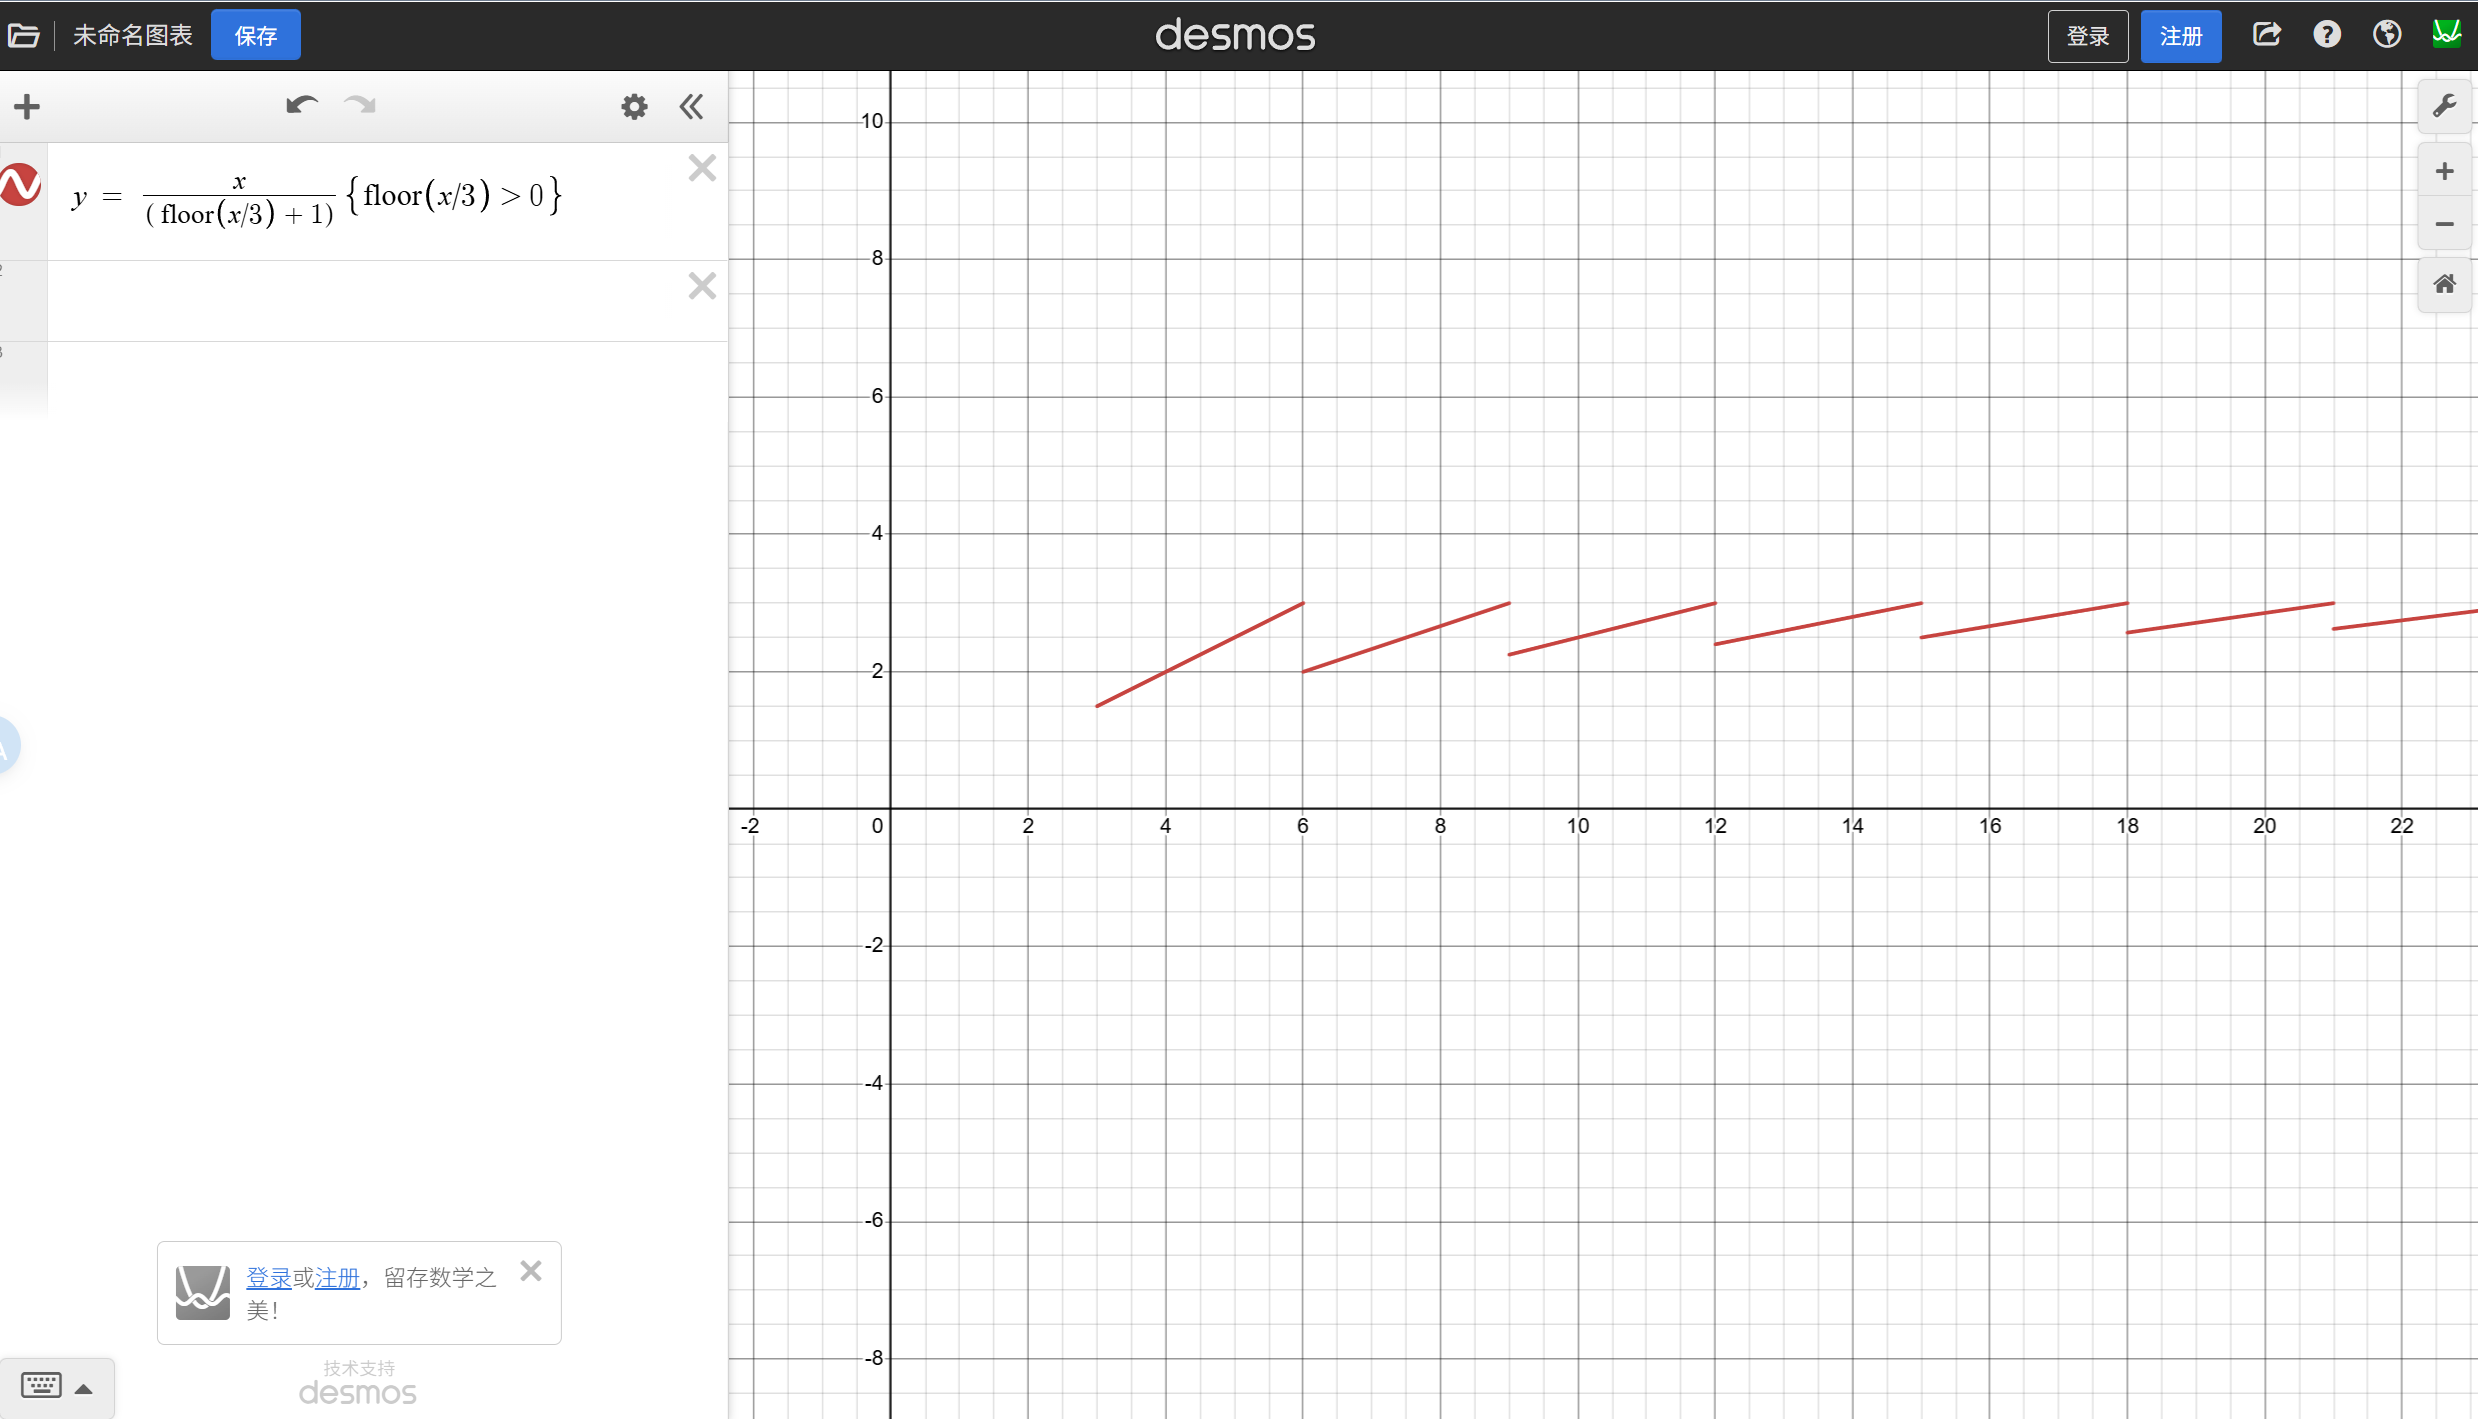 未命名图表
保存
desmos
登录
注册
y = x/(floor(x/3) + 1) {floor(x/3) > 0}
2
3
10
8
6
4
2
-2
0
2
4
6
8
10
12
14
16
18
20
22
-2
-4
-6
-8
登录或注册，留存数学之
美！
技术支持
desmos